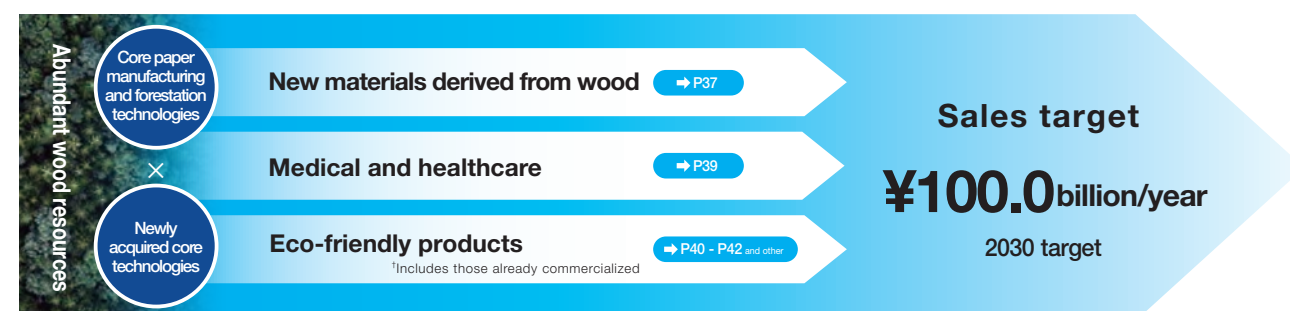 Abundant wood resources
Core paper
manufacturing
and forestation
technologies
×
Newly
acquired core
technologies
New materials derived from wood
➡ P37
Medical and healthcare
➡ P39
Eco-friendly products
†Includes those already commercialized
➡ P40 - P42 and other
Sales target
¥100.0 billion/year
2030 target